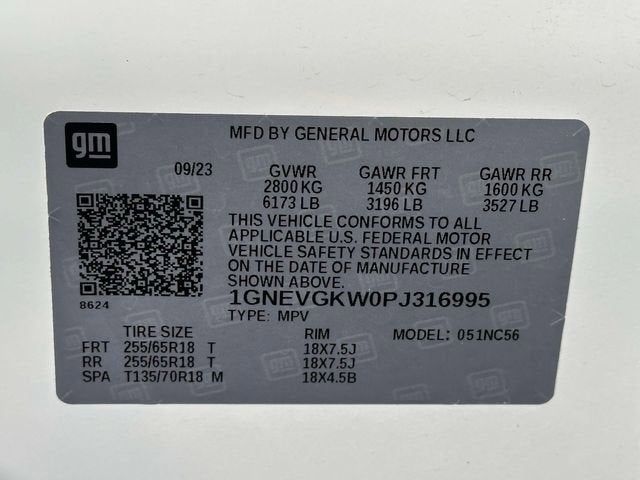 gm
MFD BY GENERAL MOTORS LLC
09/23 GVWR GAWR FRT GAWR RR
2800 KG 1450 KG 1600 KG
6173 LB 3196 LB 3527 LB
THIS VEHICLE CONFORMS TO ALL
APPLICABLE U.S. FEDERAL MOTOR
VEHICLE SAFETY STANDARDS IN EFFECT
ON THE DATE OF MANUFACTURE
SHOWN ABOVE.
1GNEVGKW0PJ316995
8624
TYPE: MPV
TIRE SIZE RIM MODEL: 051NC56
FRT 255/65R18 T 18X7.5J
RR 255/65R18 T 18X7.5J
SPA T135/70R18 M 18X4.5B